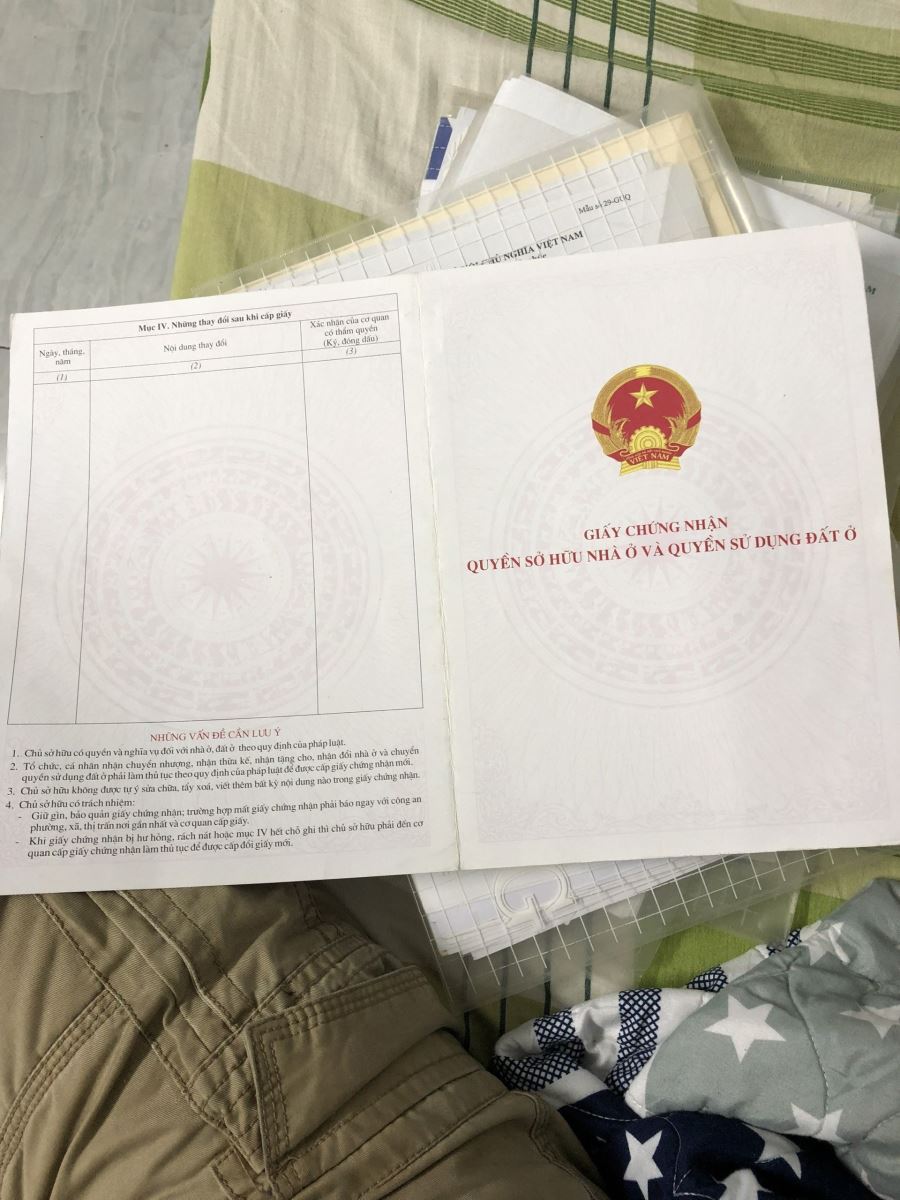 Mẫu số 29-GUQ
CHỦ NGHĨA VIỆT NAM
Mục IV. Những thay đổi sau khi cấp giấy
Ngày, tháng, năm
Nội dung thay đổi
Xác nhận của cơ quan
có thẩm quyền
(Ký, đóng dấu)
(1)
(2)
(3)
NHỮNG VẤN ĐỀ CẦN LƯU Ý
1. Chủ sở hữu có quyền và nghĩa vụ đối với nhà ở, đất ở theo quy định của pháp luật.
2. Tổ chức, cá nhân nhận chuyển nhượng, nhận thừa kế, nhận tặng cho, nhận đổi nhà ở và chuyển
quyền sử dụng đất ở phải làm thủ tục theo quy định của pháp luật để được cấp giấy chứng nhận mới.
3. Chủ sở hữu không được tự ý sửa chữa, tẩy xoá, viết thêm bất kỳ nội dung nào trong giấy chứng nhận.
4. Chủ sở hữu có trách nhiệm:
- Giữ gìn, bảo quản giấy chứng nhận; trường hợp mất giấy chứng nhận phải báo ngay với công an
phường, xã, thị trấn nơi gần nhất và cơ quan cấp giấy.
- Khi giấy chứng nhận bị hư hỏng, rách nát hoặc mục IV hết chỗ ghi thì chủ sở hữu phải đến cơ
quan cấp giấy chứng nhận làm thủ tục để được cấp đổi giấy mới.
VIỆT NAM
GIẤY CHỨNG NHẬN
QUYỀN SỞ HỮU NHÀ Ở VÀ QUYỀN SỬ DỤNG ĐẤT Ở